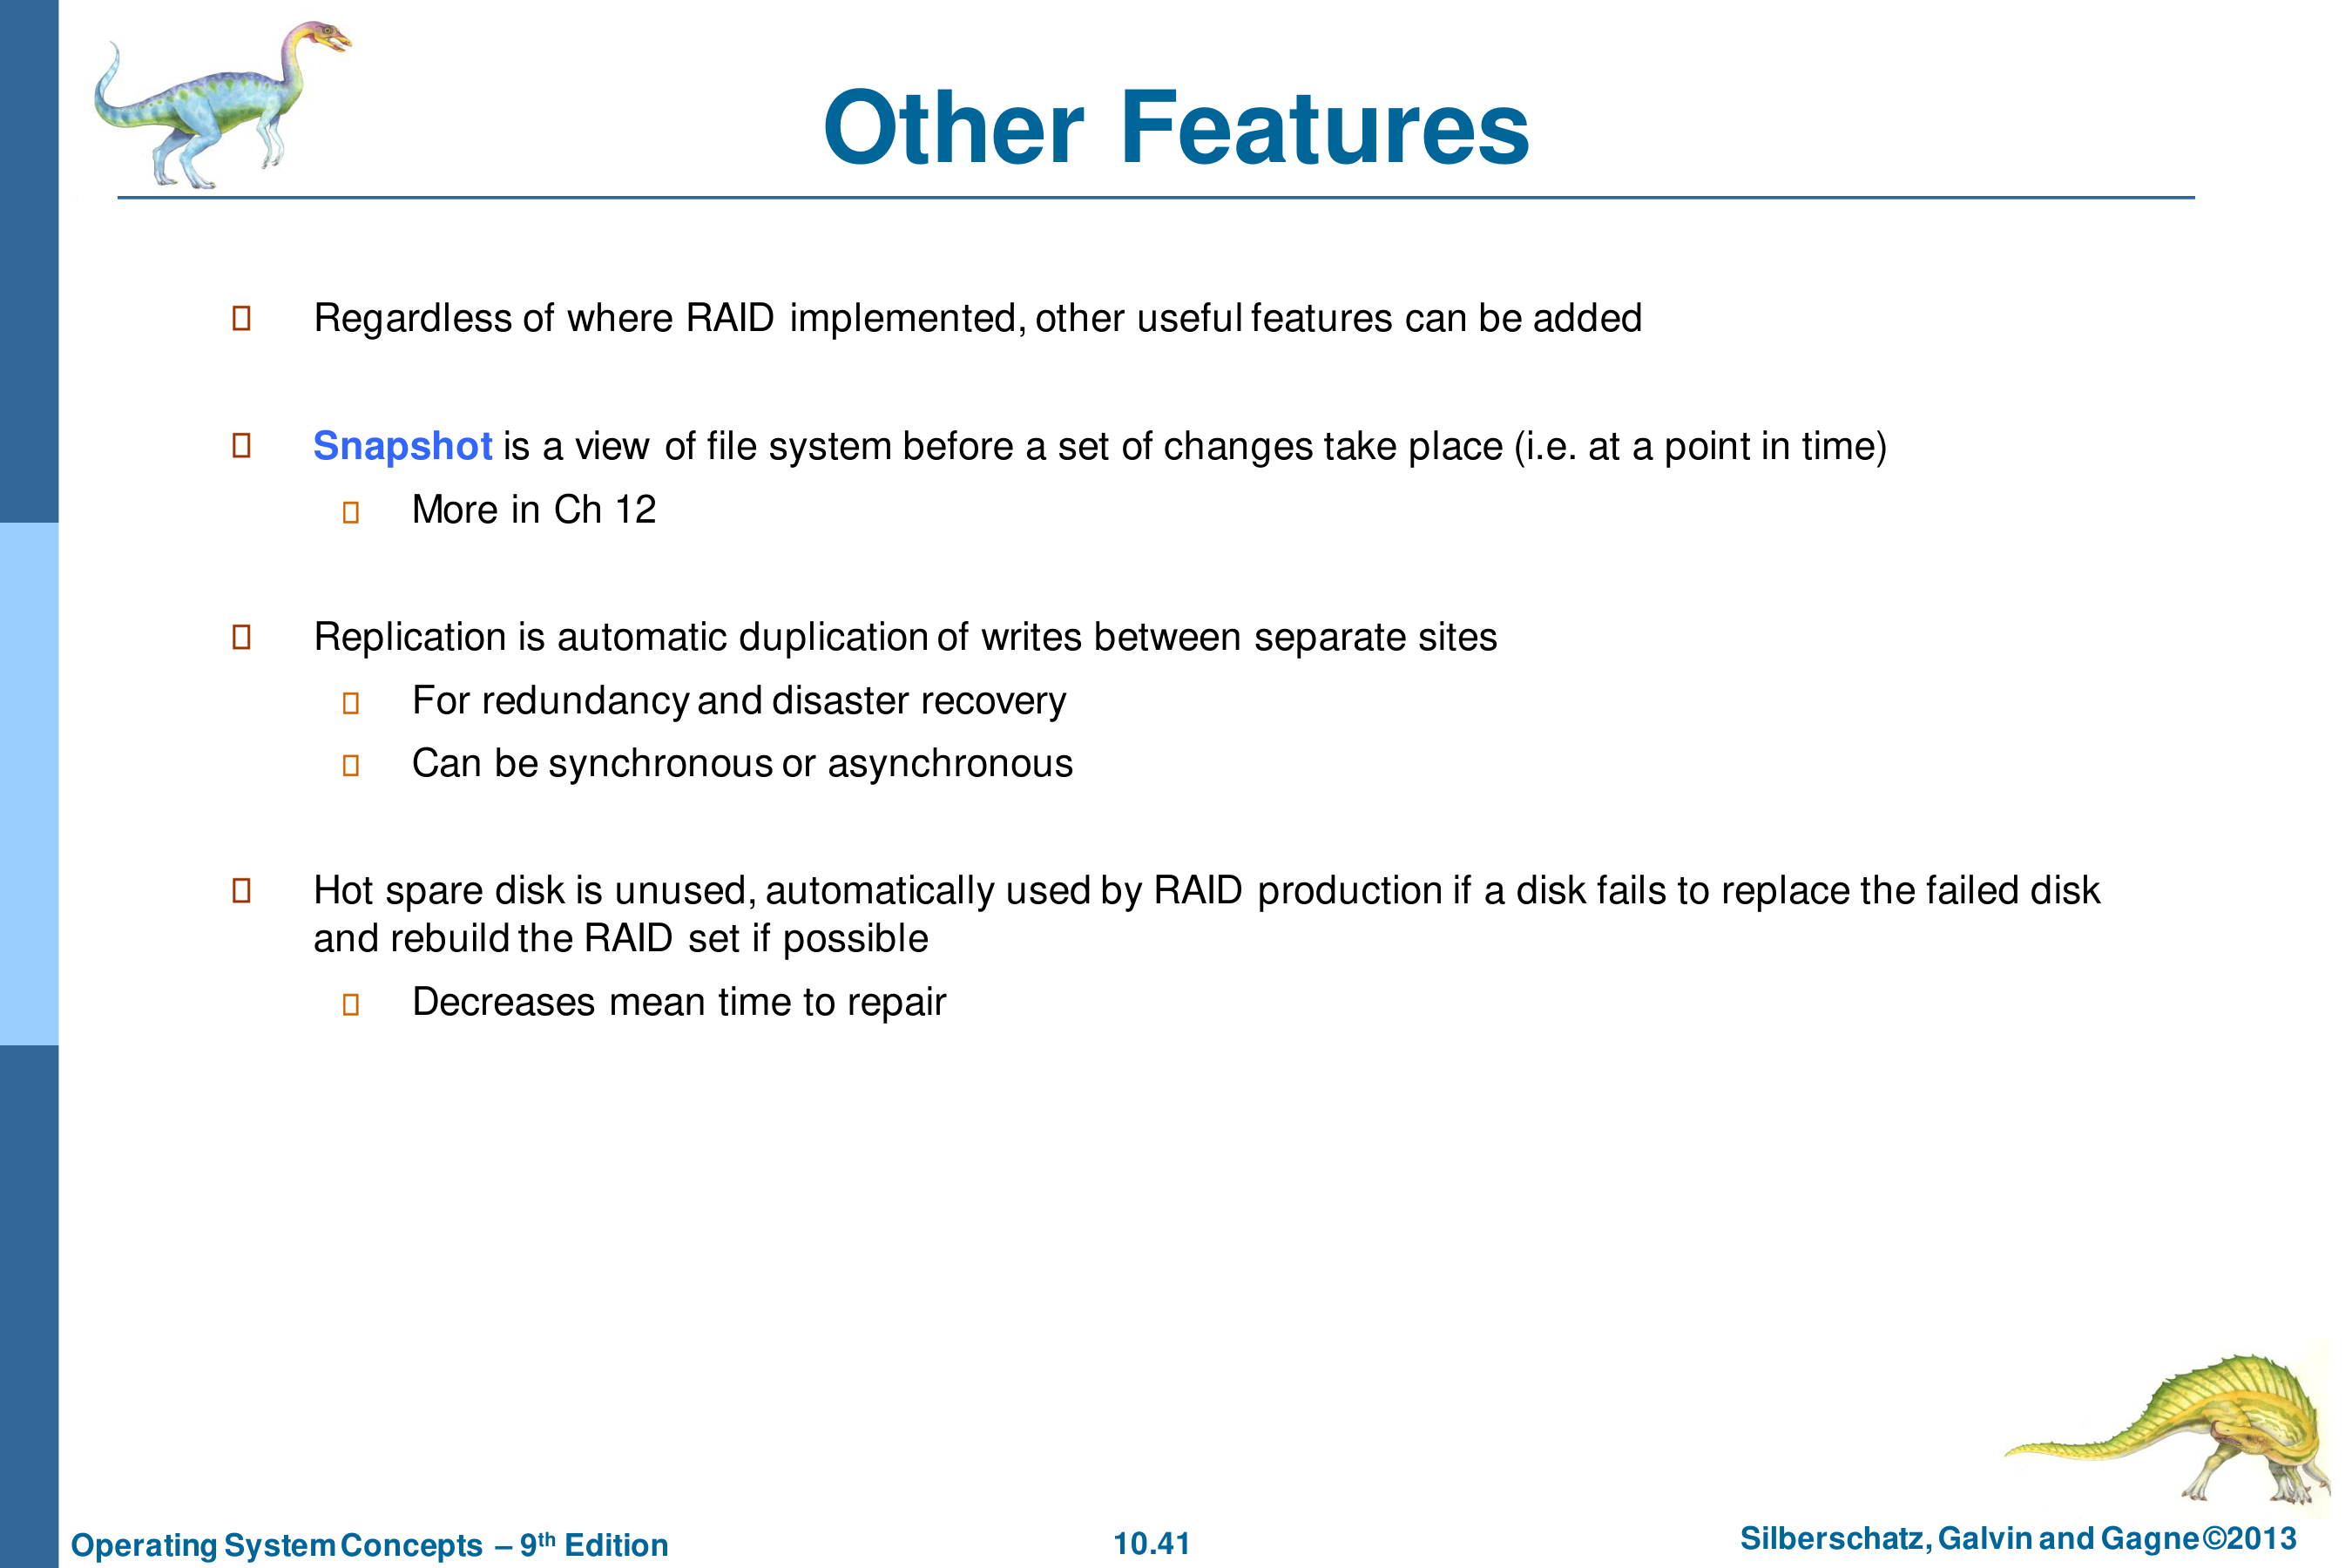 Other Features
Regardless of where RAID implemented, other useful features can be added
Snapshot is a view of file system before a set of changes take place (i.e. at a point in time)
More in Ch 12
Replication is automatic duplication of writes between separate sites
For redundancy and disaster recovery
Can be synchronous or asynchronous
Hot spare disk is unused, automatically used by RAID production if a disk fails to replace the failed disk
and rebuild the RAID set if possible
Decreases mean time to repair
Operating System Concepts – 9th Edition
10.41
Silberschatz, Galvin and Gagne ©2013